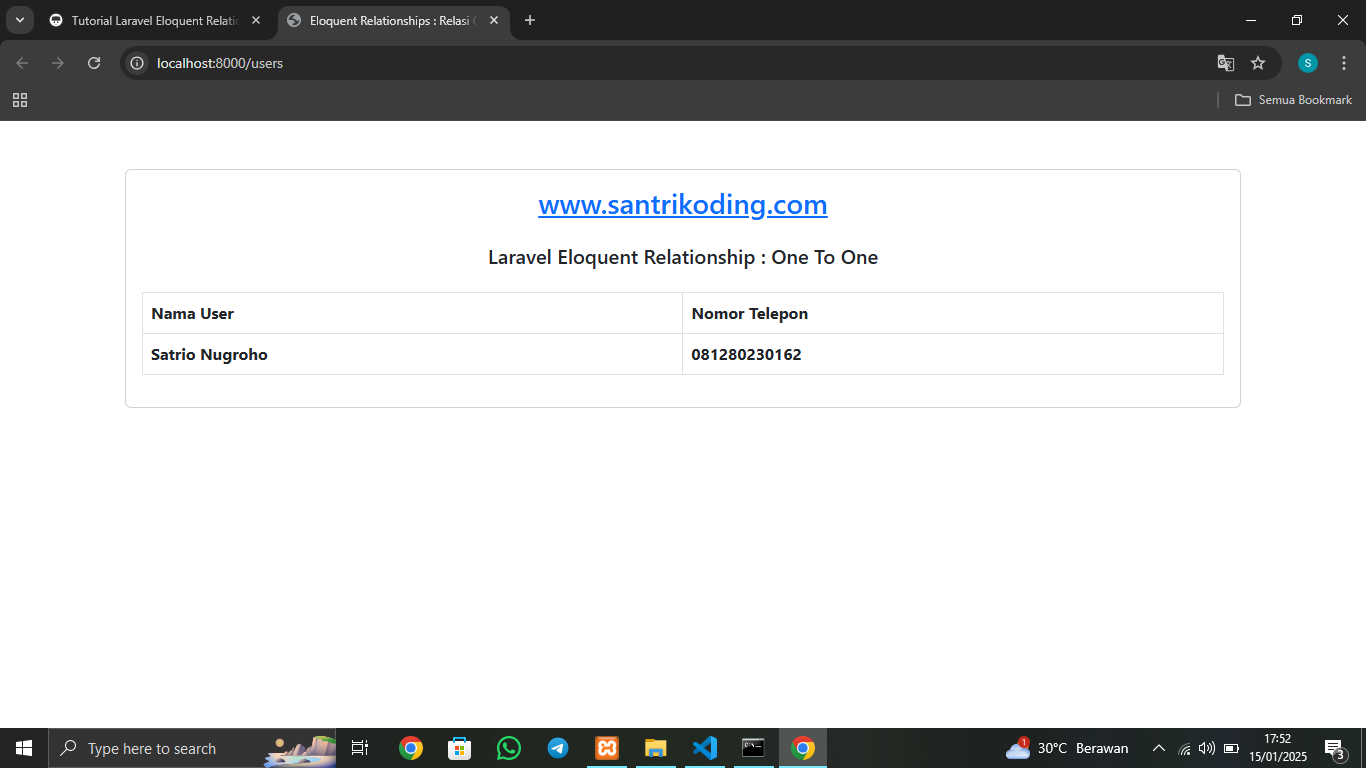 Tutorial Laravel Eloquent Relati
Eloquent Relationships : Relasi
localhost:8000/users
S
Semua Bookmark
www.santrikoding.com
Laravel Eloquent Relationship : One To One
Nama User Nomor Telepon
Satrio Nugroho 081280230162
Type here to search
1
30°C Berawan
17:52
15/01/2025
3